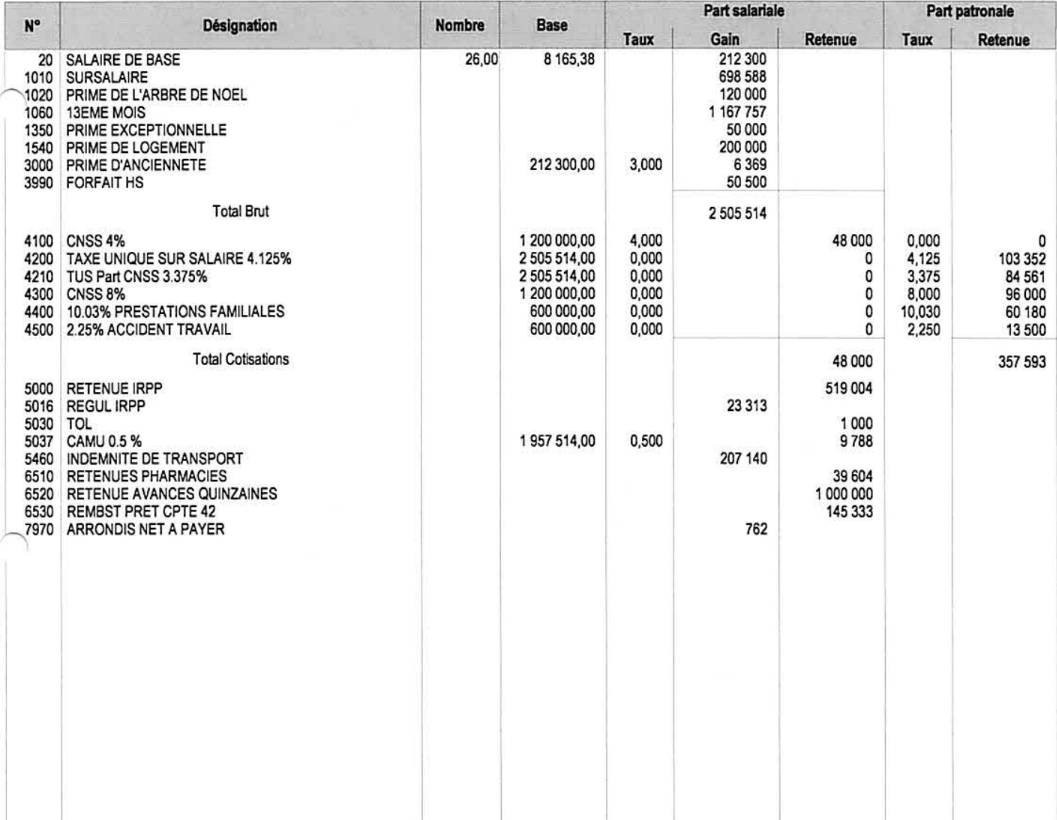 N° Désignation Nombre Base Part salariale Part patronale
Taux Gain Retenue Taux Retenue
20 SALAIRE DE BASE 26,00 8 165,38 212 300
1010 SURSALAIRE 698 588
1020 PRIME DE L'ARBRE DE NOEL 120 000
1060 13EME MOIS 1 167 757
1350 PRIME EXCEPTIONNELLE 50 000
1540 PRIME DE LOGEMENT 200 000
3000 PRIME D'ANCIENNETE 212 300,00 3,000 6 369
3990 FORFAIT HS 50 500
Total Brut 2 505 514
4100 CNSS 4% 1 200 000,00 4,000 48 000 0,000 0
4200 TAXE UNIQUE SUR SALAIRE 4.125% 2 505 514,00 0,000 0 4,125 103 352
4210 TUS Part CNSS 3.375% 2 505 514,00 0,000 0 3,375 84 561
4300 CNSS 8% 1 200 000,00 0,000 0 8,000 96 000
4400 10.03% PRESTATIONS FAMILIALES 600 000,00 0,000 0 10,030 60 180
4500 2.25% ACCIDENT TRAVAIL 600 000,00 0,000 0 2,250 13 500
Total Cotisations 48 000 357 593
5000 RETENUE IRPP 519 004
5016 REGUL IRPP 23 313
5030 TOL 1 000
5037 CAMU 0.5 % 1 957 514,00 0,500 9 788
5460 INDEMNITE DE TRANSPORT 207 140
6510 RETENUES PHARMACIES 39 604
6520 RETENUE AVANCES QUINZAINES 1 000 000
6530 REMBST PRET CPTE 42 145 333
7970 ARRONDIS NET A PAYER 762